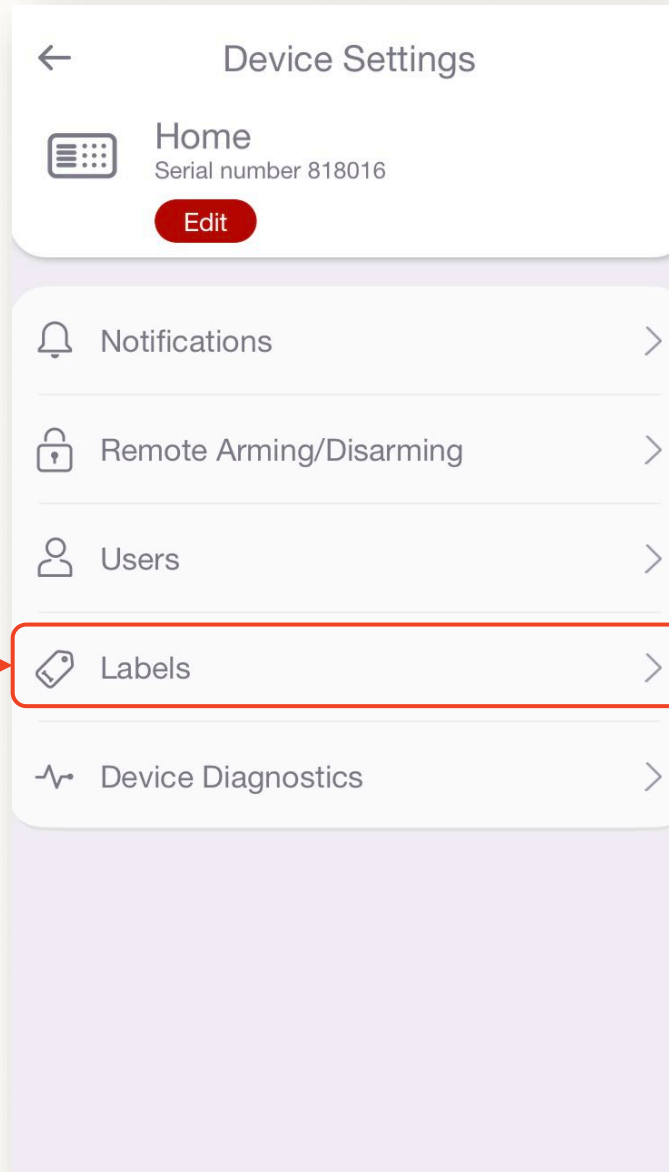 Device Settings
Home
Serial number 818016
Edit
Notifications
Remote Arming/Disarming
Users
Labels
Device Diagnostics